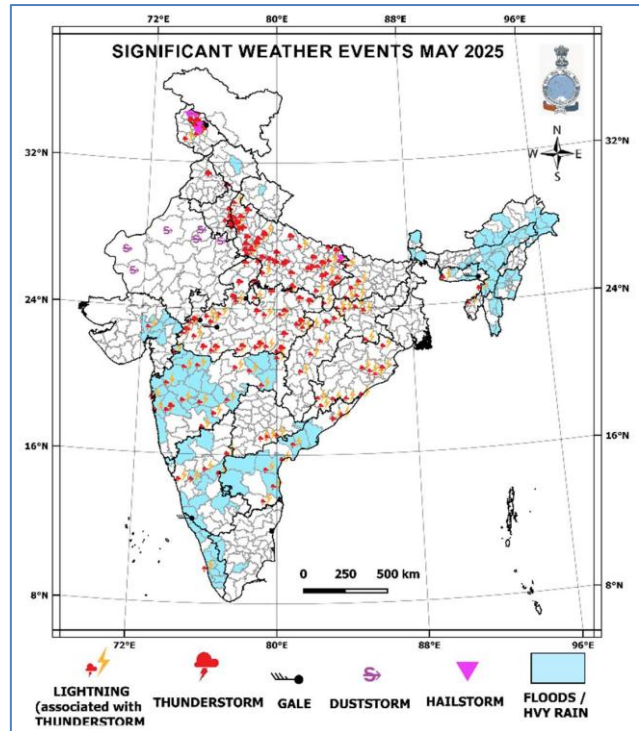 72°E 80°E 88°E 96°E
SIGNIFICANT WEATHER EVENTS MAY 2025
N
W E
S
32°N 32°N
24°N 24°N
16°N 16°N
0 250 500 km
8°N 8°N
72°E 80°E 88°E 96°E
LIGHTNING
(associated with
THUNDERSTORM
THUNDERSTORM
GALE
DUSTSTORM
HAILSTORM
FLOODS /
HVY RAIN